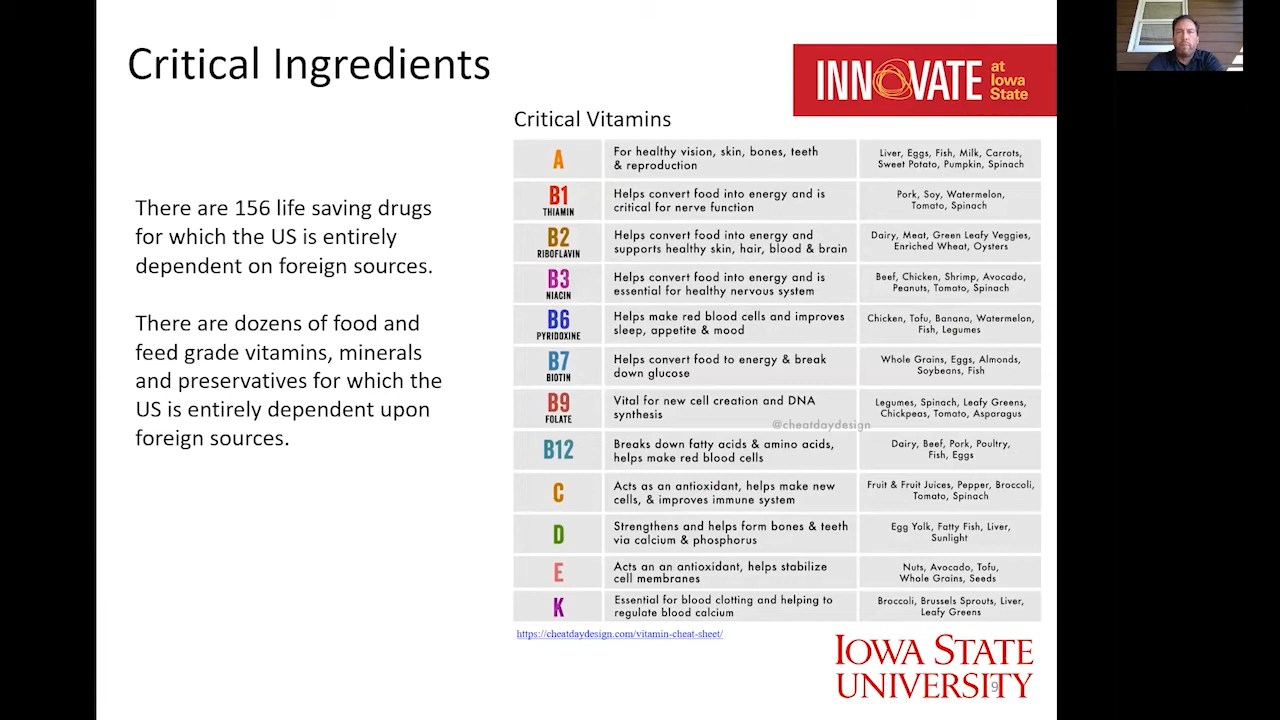 Critical Ingredients
INNOVATE at
Iowa
State
There are 156 life saving drugs
for which the US is entirely
dependent on foreign sources.
There are dozens of food and
feed grade vitamins, minerals
and preservatives for which the
US is entirely dependent upon
foreign sources.
Critical Vitamins
A
For healthy vision, skin, bones, teeth
& reproduction
Liver, Eggs, Fish, Milk, Carrots,
Sweet Potato, Pumpkin, Spinach
B1
THIAMIN
Helps convert food into energy and is
critical for nerve function
Pork, Soy, Watermelon,
Tomato, Spinach
B2
RIBOFLAVIN
Helps convert food into energy and
supports healthy skin, hair, blood & brain
Dairy, Meat, Green Leafy Veggies,
Enriched Wheat, Oysters
B3
NIACIN
Helps convert food into energy and is
essential for healthy nervous system
Beef, Chicken, Shrimp, Avocado,
Peanuts, Tomato, Spinach
B6
PYRIDOXINE
Helps make red blood cells and improves
sleep, appetite & mood
Chicken, Tofu, Banana, Watermelon,
Fish, Legumes
B7
BIOTIN
Helps convert food to energy & break
down glucose
Whole Grains, Eggs, Almonds,
Soybeans, Fish
B9
FOLATE
Vital for new cell creation and DNA
synthesis
Legumes, Spinach, Leafy Greens,
Chickpeas, Tomato, Asparagus
@cheatdaydesign
B12
Breaks down fatty acids & amino acids,
helps make red blood cells
Dairy, Beef, Pork, Poultry,
Fish, Eggs
C
Acts as an antioxidant, helps make new
cells, & improves immune system
Fruit & Fruit Juices, Pepper, Broccoli,
Tomato, Spinach
D
Strengthens and helps form bones & teeth
via calcium & phosphorus
Egg Yolk, Fatty Fish, Liver,
Sunlight
E
Acts an an antioxidant, helps stabilize
cell membranes
Nuts, Avocado, Tofu,
Whole Grains, Seeds
K
Essential for blood clotting and helping to
regulate blood calcium
Broccoli, Brussels Sprouts, Liver,
Leafy Greens
https://cheatdaydesign.com/vitamin-cheat-sheet/
IOWA STATE
UNIVERSITY
9